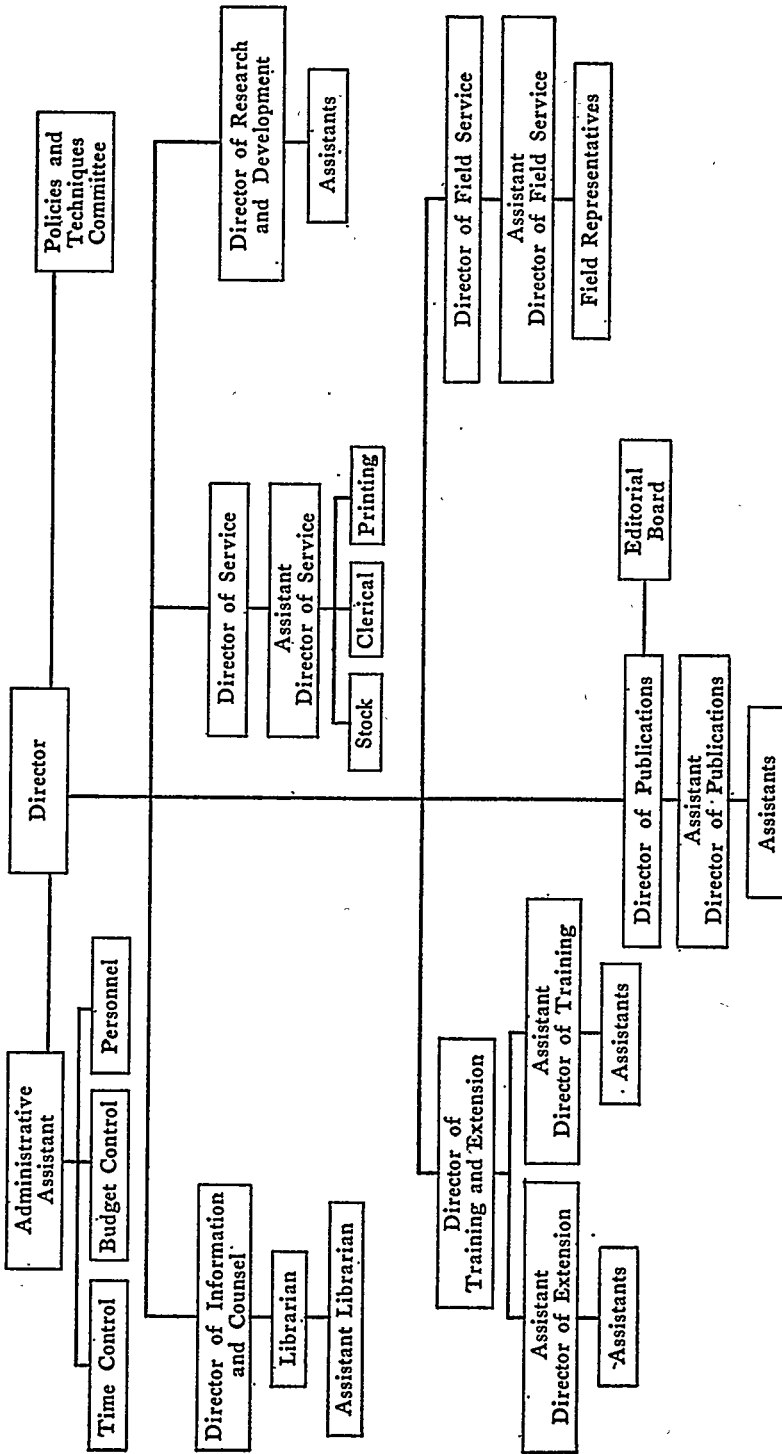 Director
Administrative
Assistant
Policies and
Techniques
Committee
Time Control
Budget Control
Personnel
Director of Information
and Counsel
Librarian
Assistant Librarian
Director of Service
Assistant
Director of Service
Stock
Clerical
Printing
Director of Research
and Development
Assistants
Director of
Training and Extension
Assistant
Director of Extension
Assistants
Assistant
Director of Training
Assistants
Director of Publications
Editorial
Board
Assistant
Director of Publications
Assistants
Director of Field Service
Assistant
Director of Field Service
Field Representatives